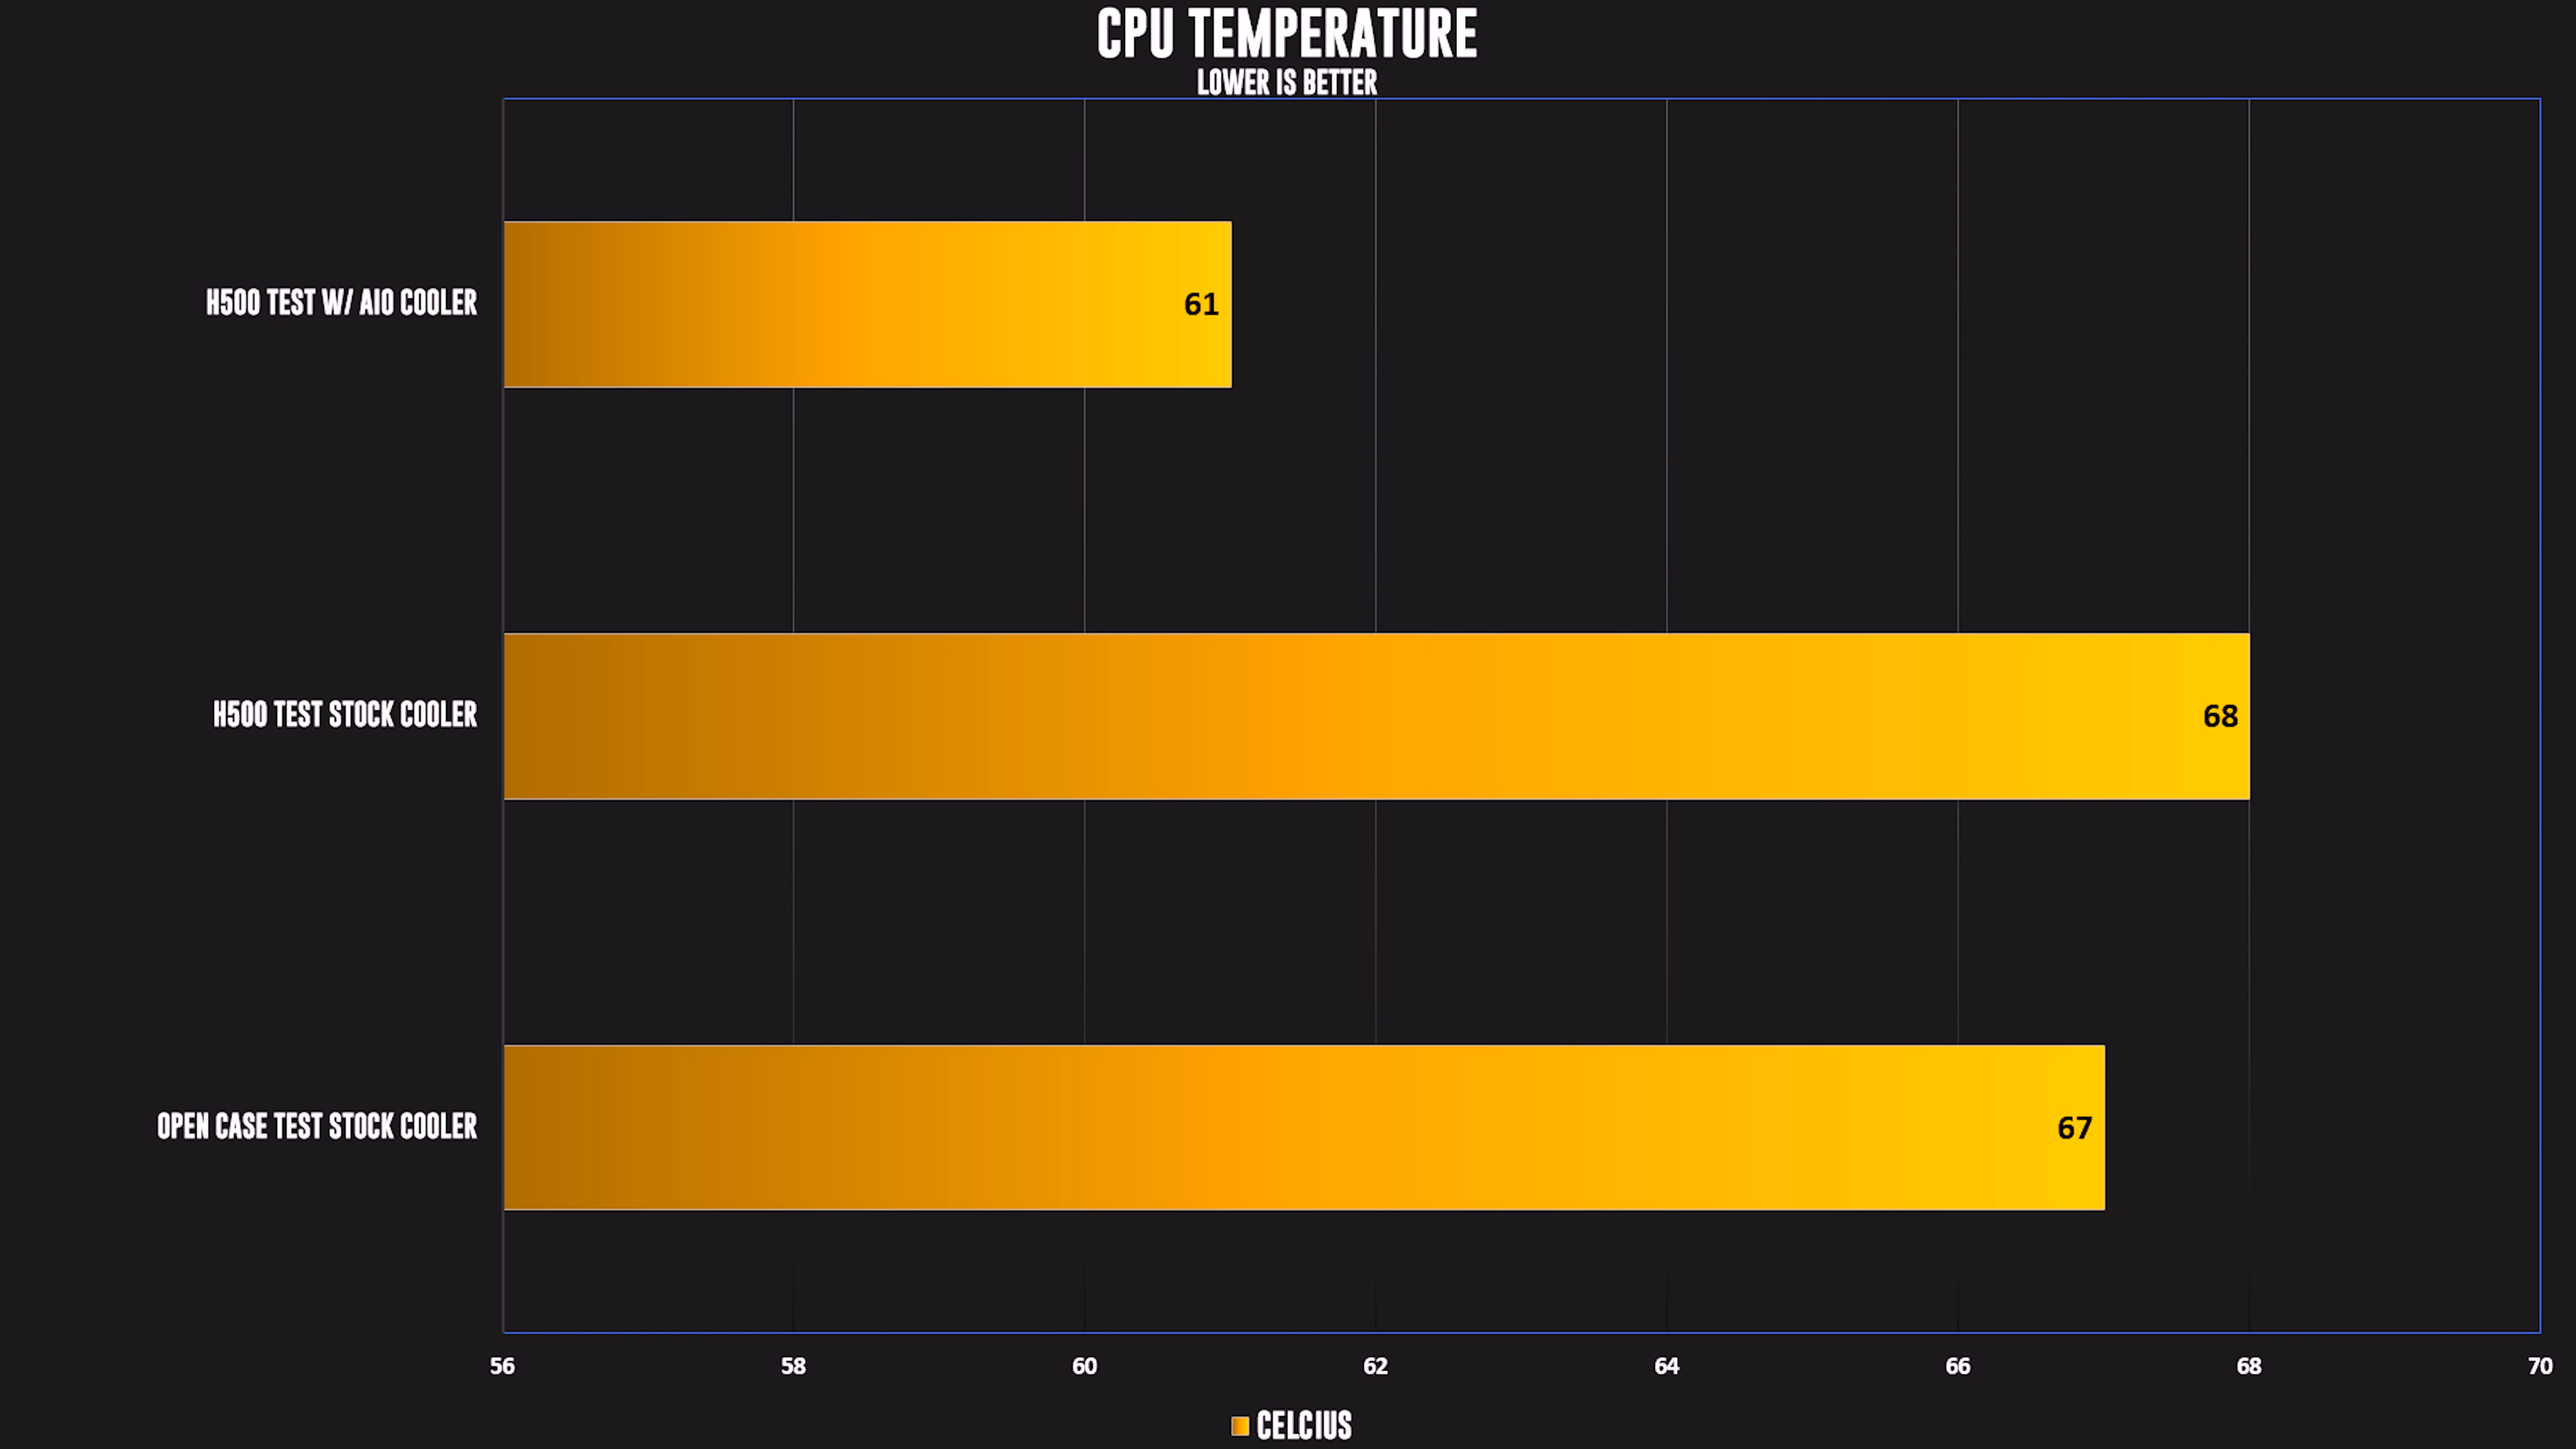 CPU TEMPERATURE
LOWER IS BETTER
H500 TEST W/ AIO COOLER
61
H500 TEST STOCK COOLER
68
OPEN CASE TEST STOCK COOLER
67
56 58 60 62 64 66 68 70
CELCIUS